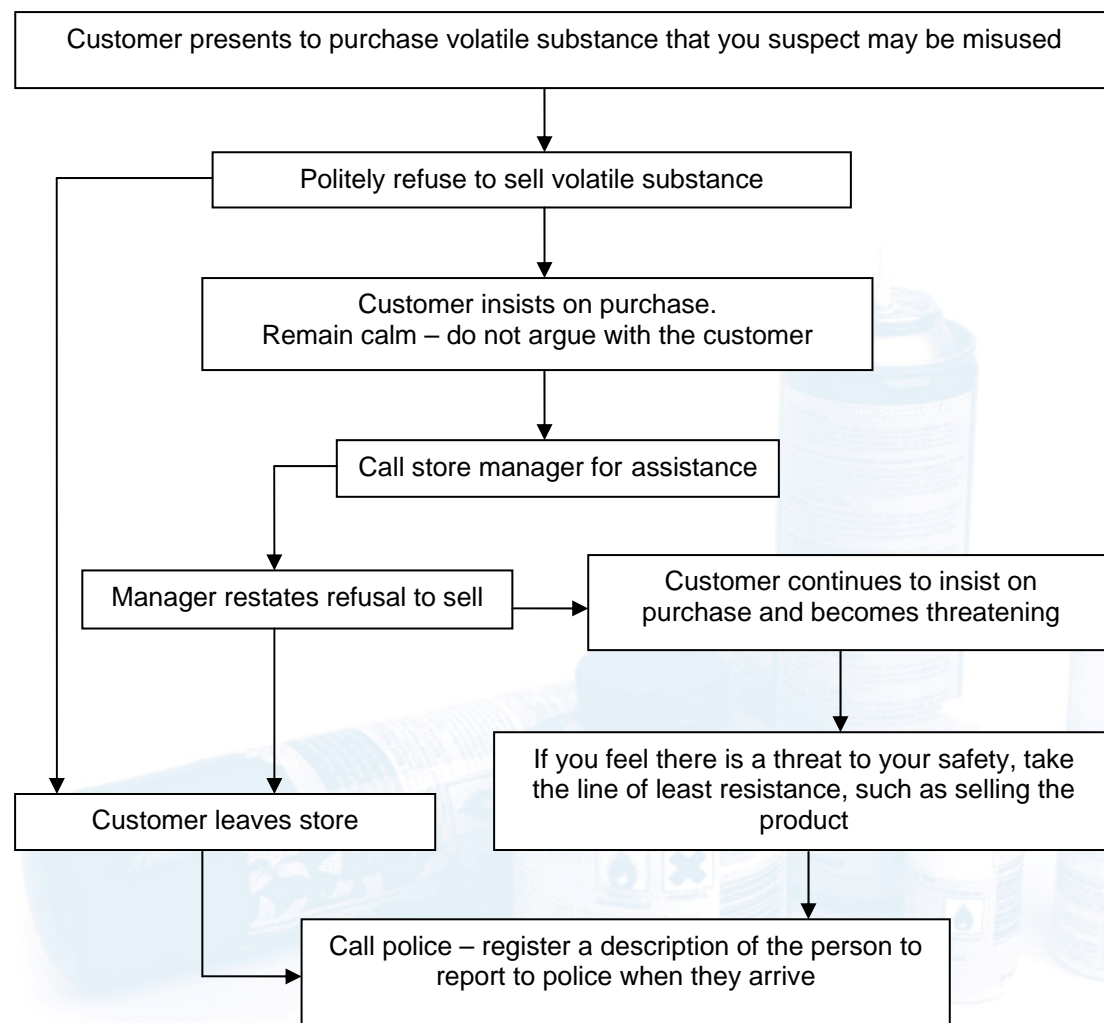 Customer presents to purchase volatile substance that you suspect may be misused
Politely refuse to sell volatile substance
Customer insists on purchase.
Remain calm – do not argue with the customer
Call store manager for assistance
Manager restates refusal to sell
Customer continues to insist on
purchase and becomes threatening
If you feel there is a threat to your safety, take
the line of least resistance, such as selling the
product
Customer leaves store
Call police – register a description of the person to
report to police when they arrive